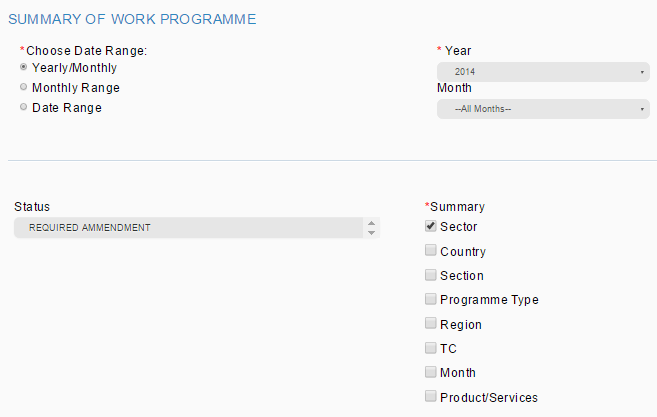 SUMMARY OF WORK PROGRAMME
*Choose Date Range:
Yearly/Monthly
Monthly Range
Date Range
* Year
2014
Month
--All Months--
Status
REQUIRED AMMENDMENT
*Summary
Sector
Country
Section
Programme Type
Region
TC
Month
Product/Services